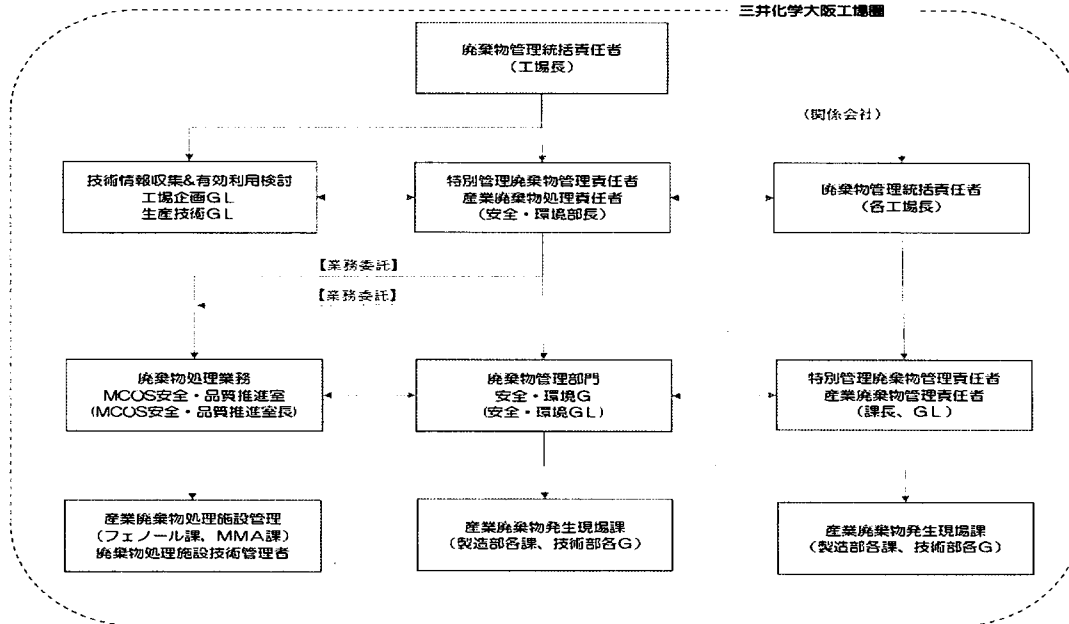 三井化学大阪工場圏
廃棄物管理統括責任者
(工場長)
(関係会社)
技術情報収集&有効利用検討
工場企画GL
生産技術GL
特別管理廃棄物管理責任者
産業廃棄物処理責任者
(安全・環境部長)
廃棄物管理統括責任者
(各工場長)
【業務委託】
【業務委託】
廃棄物処理業務
MCOS安全・品質推進室
(MCOS安全・品質推進室長)
廃棄物管理部門
安全・環境G
(安全・環境GL)
特別管理廃棄物管理責任者
産業廃棄物管理責任者
(課長、GL)
産業廃棄物処理施設管理
(フェノール課、MMA課)
廃棄物処理施設技術管理者
産業廃棄物発生現場課
(製造部各課、技術部各G)
産業廃棄物発生現場課
(製造部各課、技術部各G)